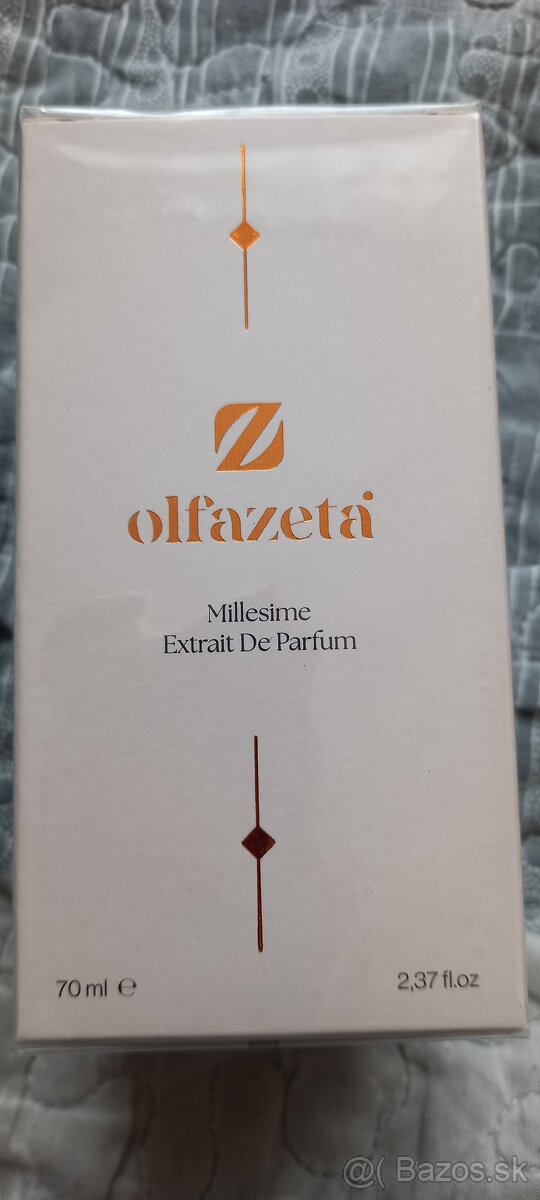 olfazeta
Millesime
Extrait De Parfum
70 ml ℮
2,37 fl.oz
@( Bazos.sk